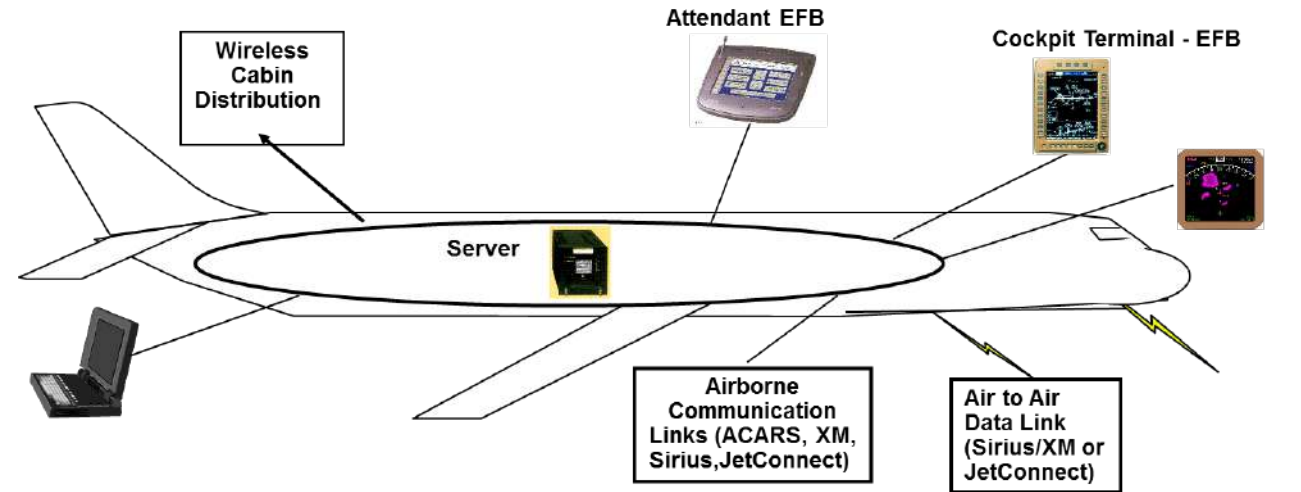 Attendant EFB
Cockpit Terminal - EFB
Wireless
Cabin
Distribution
Server
Airborne
Communication
Links (ACARS, XM,
Sirius,JetConnect)
Air to Air
Data Link
(Sirius/XM or
JetConnect)